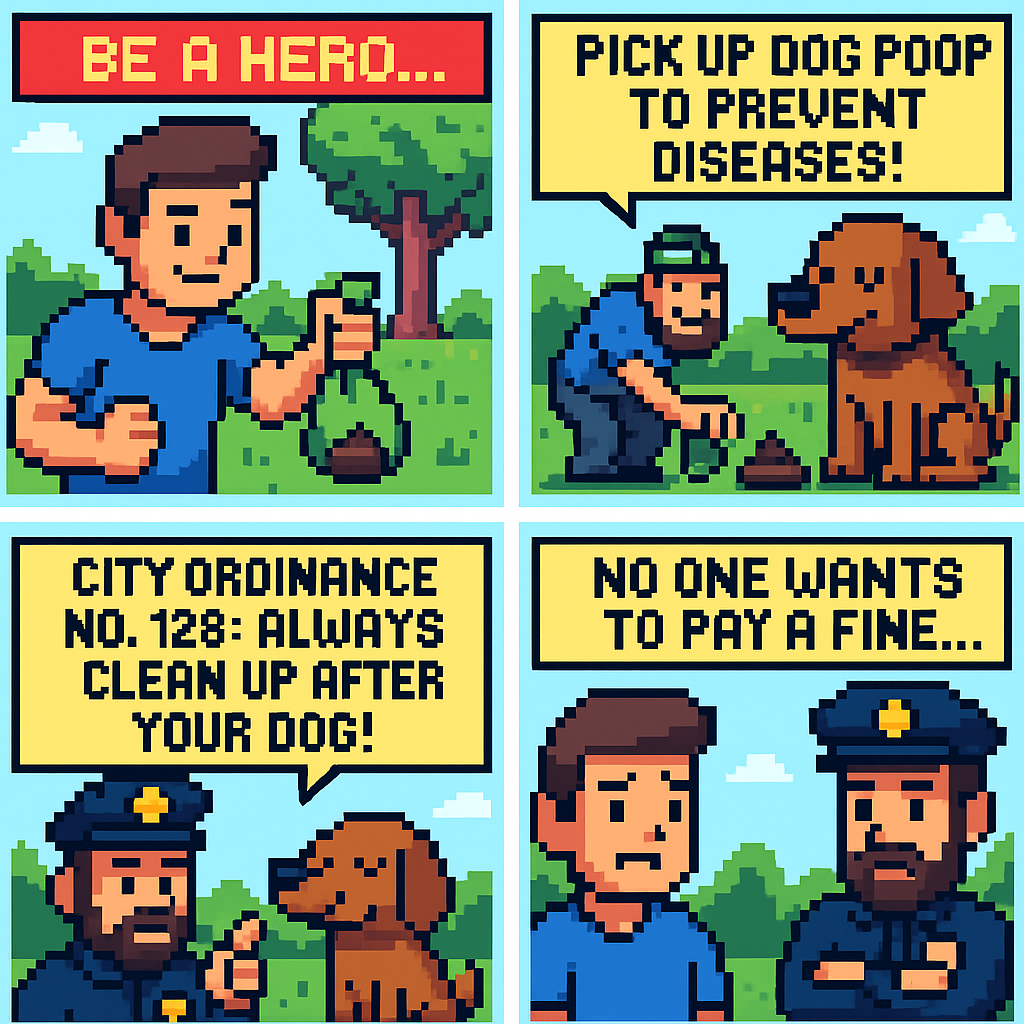 BE A HERO...
PICK UP DOG POOP
TO PREVENT
DISEASES!
CITY ORDINANCE
NO. 128: ALWAYS
CLEAN UP AFTER
YOUR DOG!
NO ONE WANTS
TO PAY A FINE...